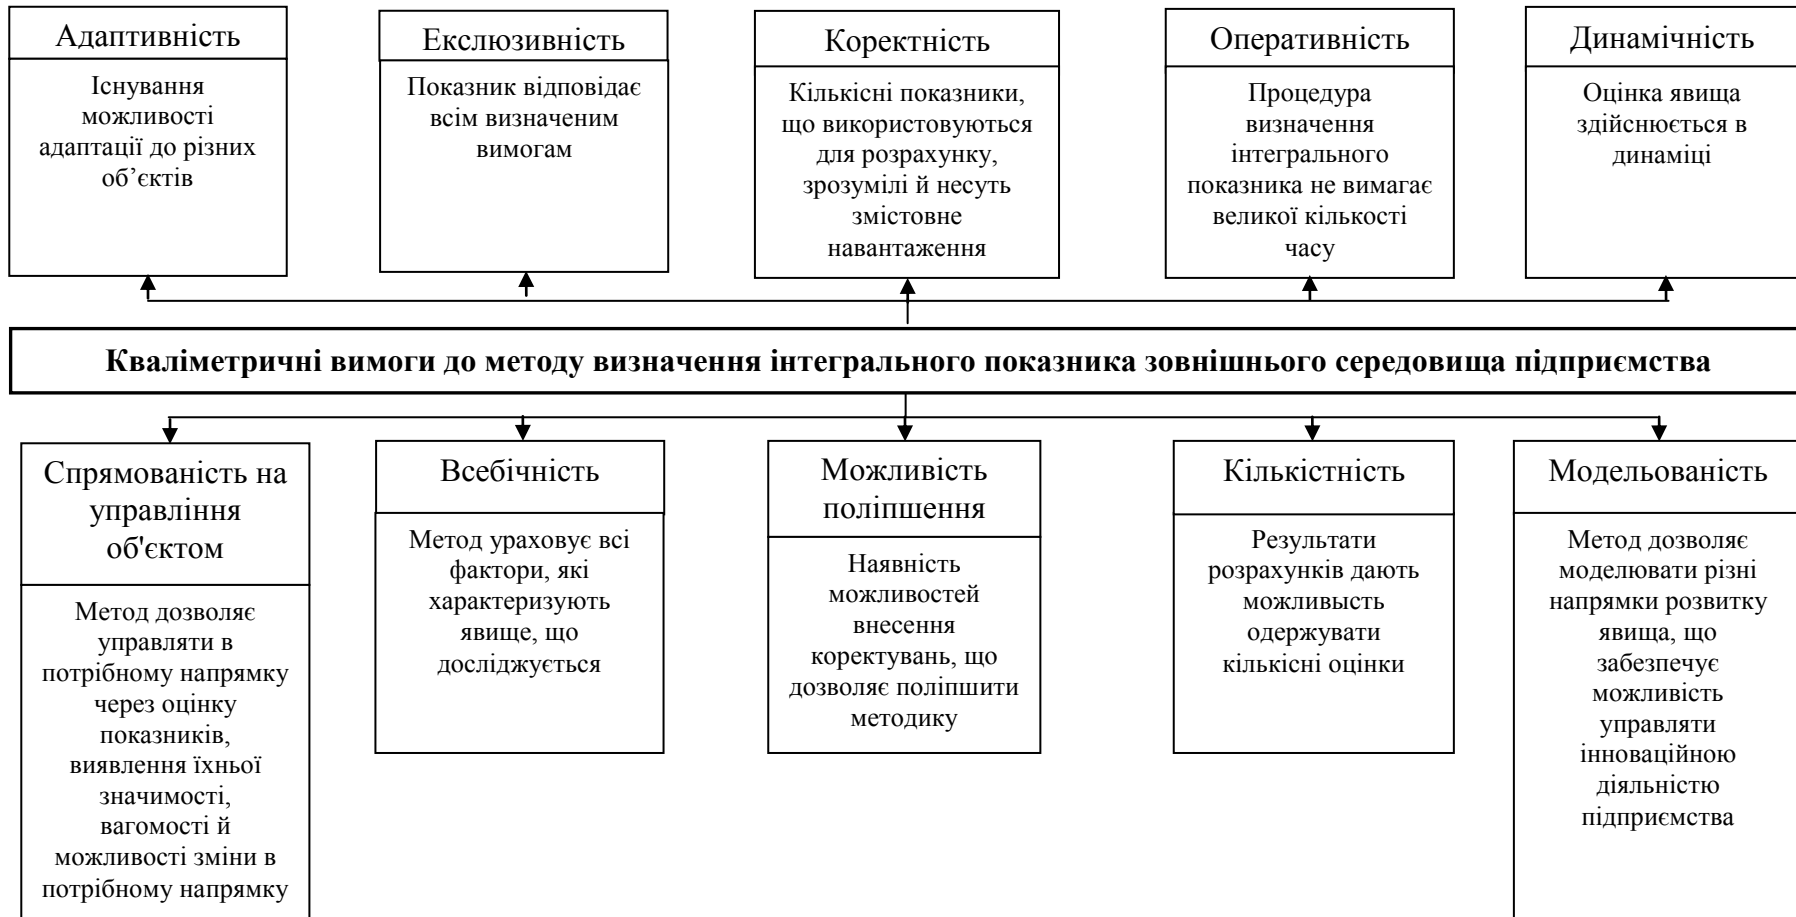 Адаптивність
Існування
можливості
адаптації до різних
об’єктів
Екслюзивність
Показник відповідає
всім визначеним
вимогам
Коректність
Кількісні показники,
що використовуються
для розрахунку,
зрозумілі й несуть
змістовне
навантаження
Оперативність
Процедура
визначення
інтегрального
показника не вимагає
великої кількості
часу
Динамічність
Оцінка явища
здійснюється в
динаміці
Кваліметричні вимоги до методу визначення інтегрального показника зовнішнього середовища підприємства
Спрямованість на
управління
об'єктом
Метод дозволяє
управляти в
потрібному напрямку
через оцінку
показників,
виявлення їхньої
значимості,
вагомості й
можливості зміни в
потрібному напрямку
Всебічність
Метод ураховує всі
фактори, які
характеризують
явище, що
досліджується
Можливість
поліпшення
Наявність
можливостей
внесення
коректувань, що
дозволяє поліпшити
методику
Кількістність
Результати
розрахунків дають
можливысть
одержувати
кількісні оцінки
Модельованість
Метод дозволяє
моделювати різні
напрямки розвитку
явища, що
забезпечує
можливість
управляти
інноваційною
діяльністю
підприємства